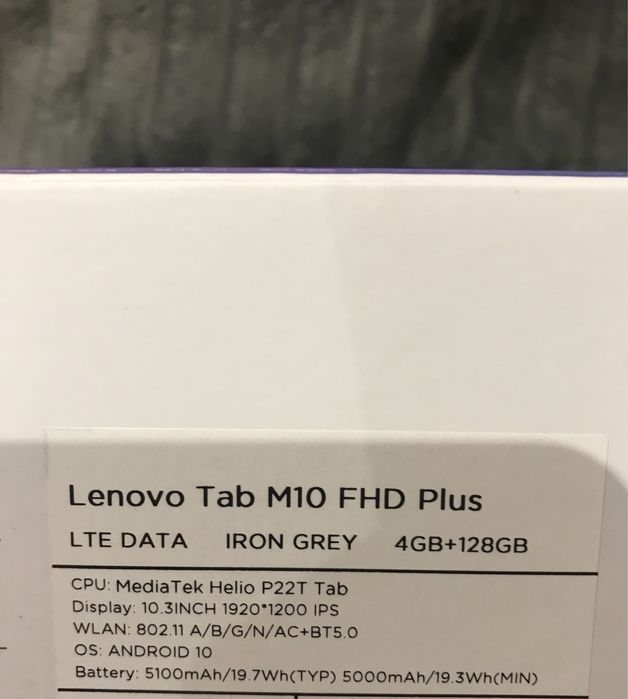 Lenovo Tab M10 FHD Plus
LTE DATA IRON GREY 4GB+128GB
CPU: MediaTek Helio P22T Tab
Display: 10.3INCH 1920*1200 IPS
WLAN: 802.11 A/B/G/N/AC+BT5.0
OS: ANDROID 10
Battery: 5100mAh/19.7Wh(TYP) 5000mAh/19.3Wh(MIN)